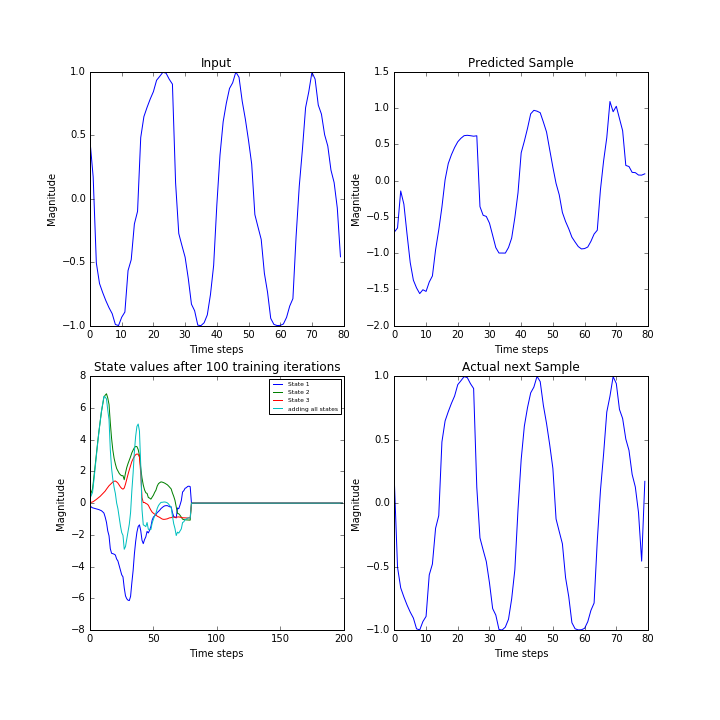 Input
1.0
0.5
0.0
−0.5
−1.0
Magnitude
0 10 20 30 40 50 60 70 80
Time steps
Predicted Sample
1.5
1.0
0.5
0.0
−0.5
−1.0
−1.5
−2.0
Magnitude
0 10 20 30 40 50 60 70 80
Time steps
State values after 100 training iterations
8
6
4
2
0
−2
−4
−6
−8
Magnitude
State 1
State 2
State 3
adding all states
0 50 100 150 200
Time steps
Actual next Sample
1.0
0.5
0.0
−0.5
−1.0
Magnitude
0 10 20 30 40 50 60 70 80
Time steps